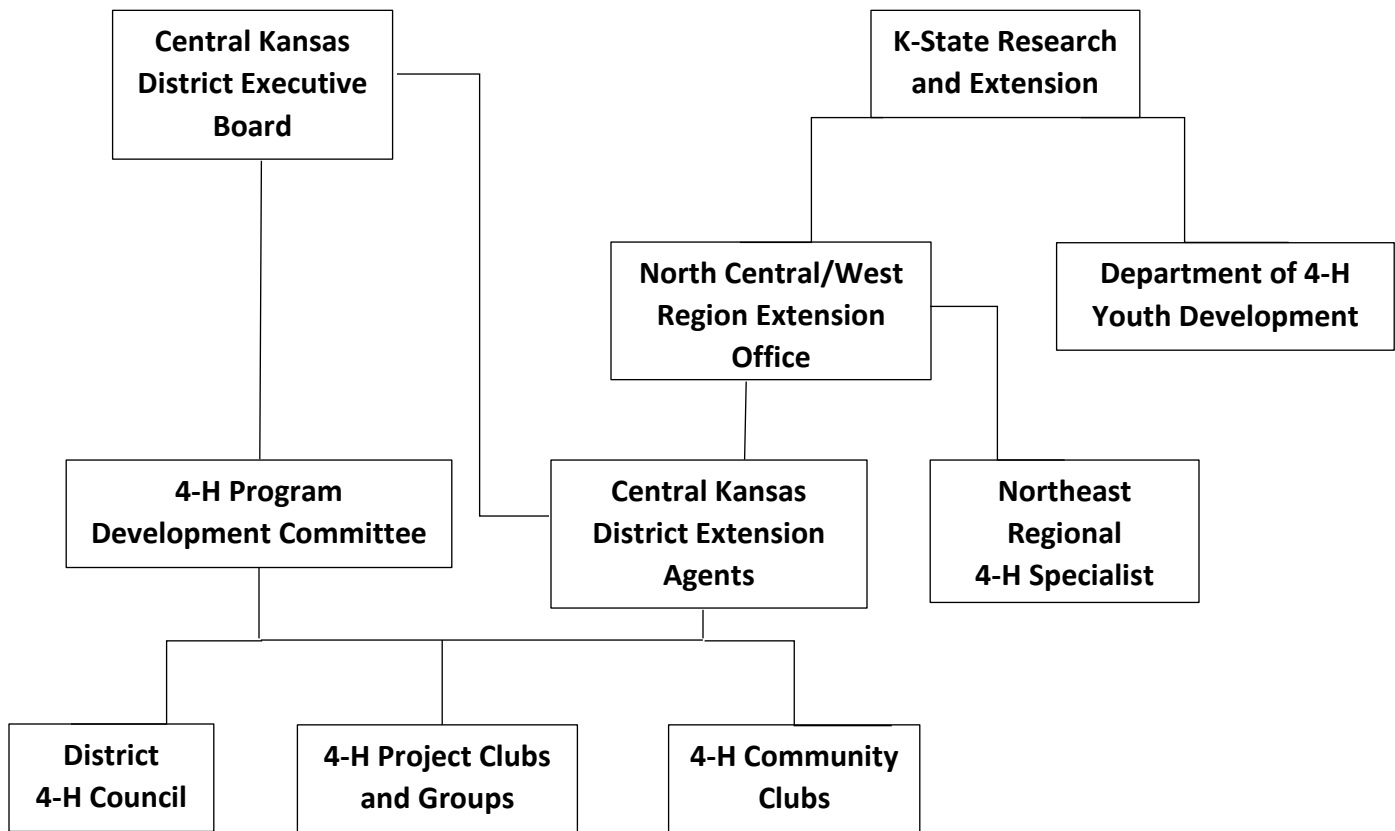 Central Kansas
District Executive
Board
K-State Research
and Extension
North Central/West
Region Extension
Office
Department of 4-H
Youth Development
4-H Program
Development Committee
Central Kansas
District Extension
Agents
Northeast
Regional
4-H Specialist
District
4-H Council
4-H Project Clubs
and Groups
4-H Community
Clubs